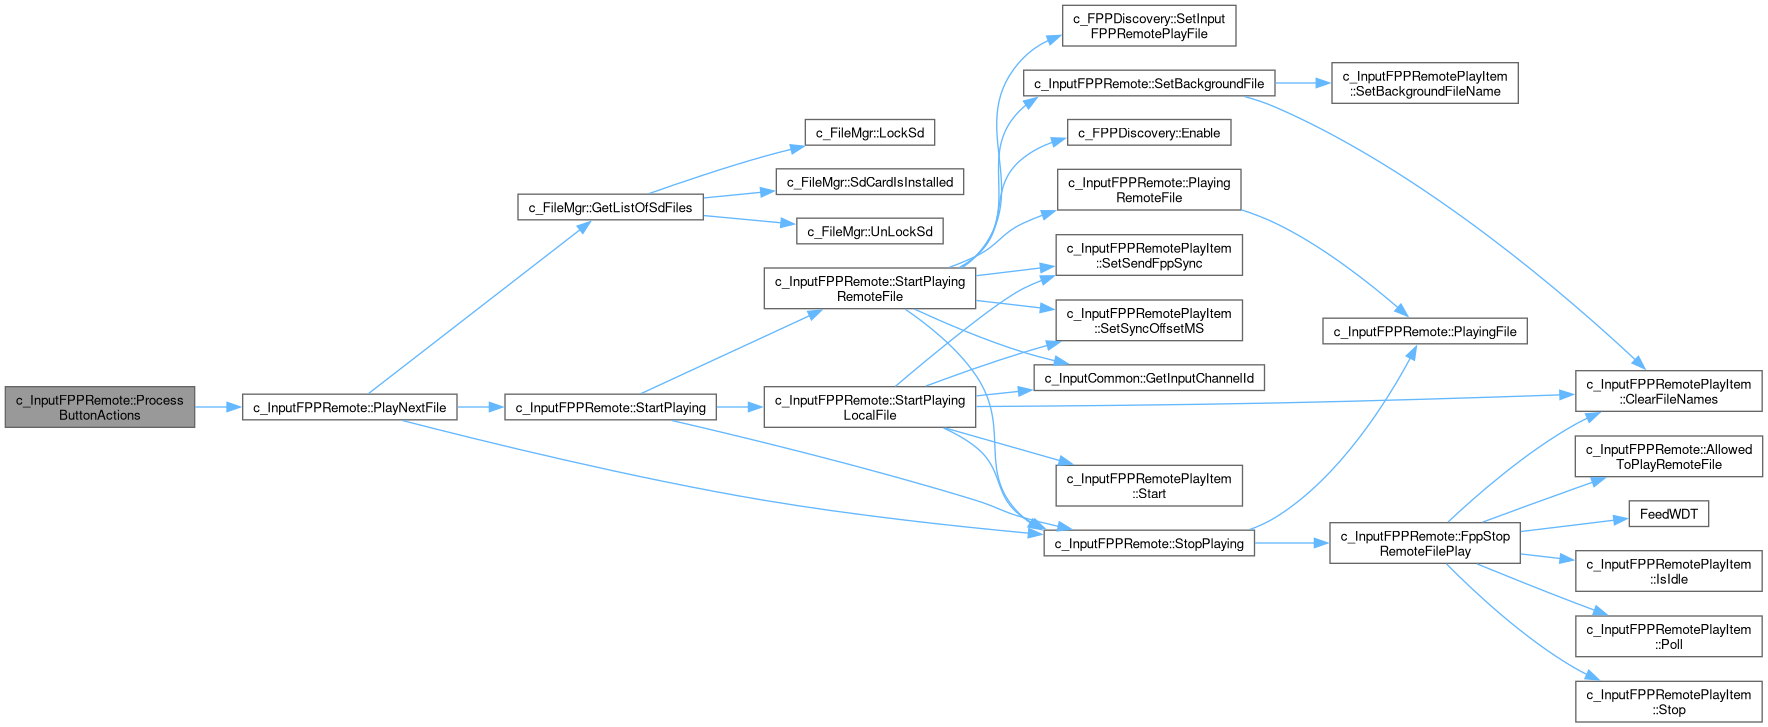 c_InputFPPRemote::Process
ButtonActions
c_InputFPPRemote::PlayNextFile
c_FileMgr::GetListOfSdFiles
c_InputFPPRemote::StartPlaying
c_FileMgr::LockSd
c_FileMgr::SdCardIsInstalled
c_FileMgr::UnLockSd
c_InputFPPRemote::StartPlaying
RemoteFile
c_InputFPPRemote::StartPlaying
LocalFile
c_FPPDiscovery::SetInput
FPPRemotePlayFile
c_InputFPPRemote::SetBackgroundFile
c_FPPDiscovery::Enable
c_InputFPPRemote::Playing
RemoteFile
c_InputFPPRemotePlayItem
::SetSendFppSync
c_InputFPPRemotePlayItem
::SetSyncOffsetMS
c_InputCommon::GetInputChannelId
c_InputFPPRemotePlayItem
::Start
c_InputFPPRemote::StopPlaying
c_InputFPPRemotePlayItem
::SetBackgroundFileName
c_InputFPPRemote::PlayingFile
c_InputFPPRemote::FppStop
RemoteFilePlay
c_InputFPPRemotePlayItem
::ClearFileNames
c_InputFPPRemote::Allowed
ToPlayRemoteFile
FeedWDT
c_InputFPPRemotePlayItem
::IsIdle
c_InputFPPRemotePlayItem
::Poll
c_InputFPPRemotePlayItem
::Stop